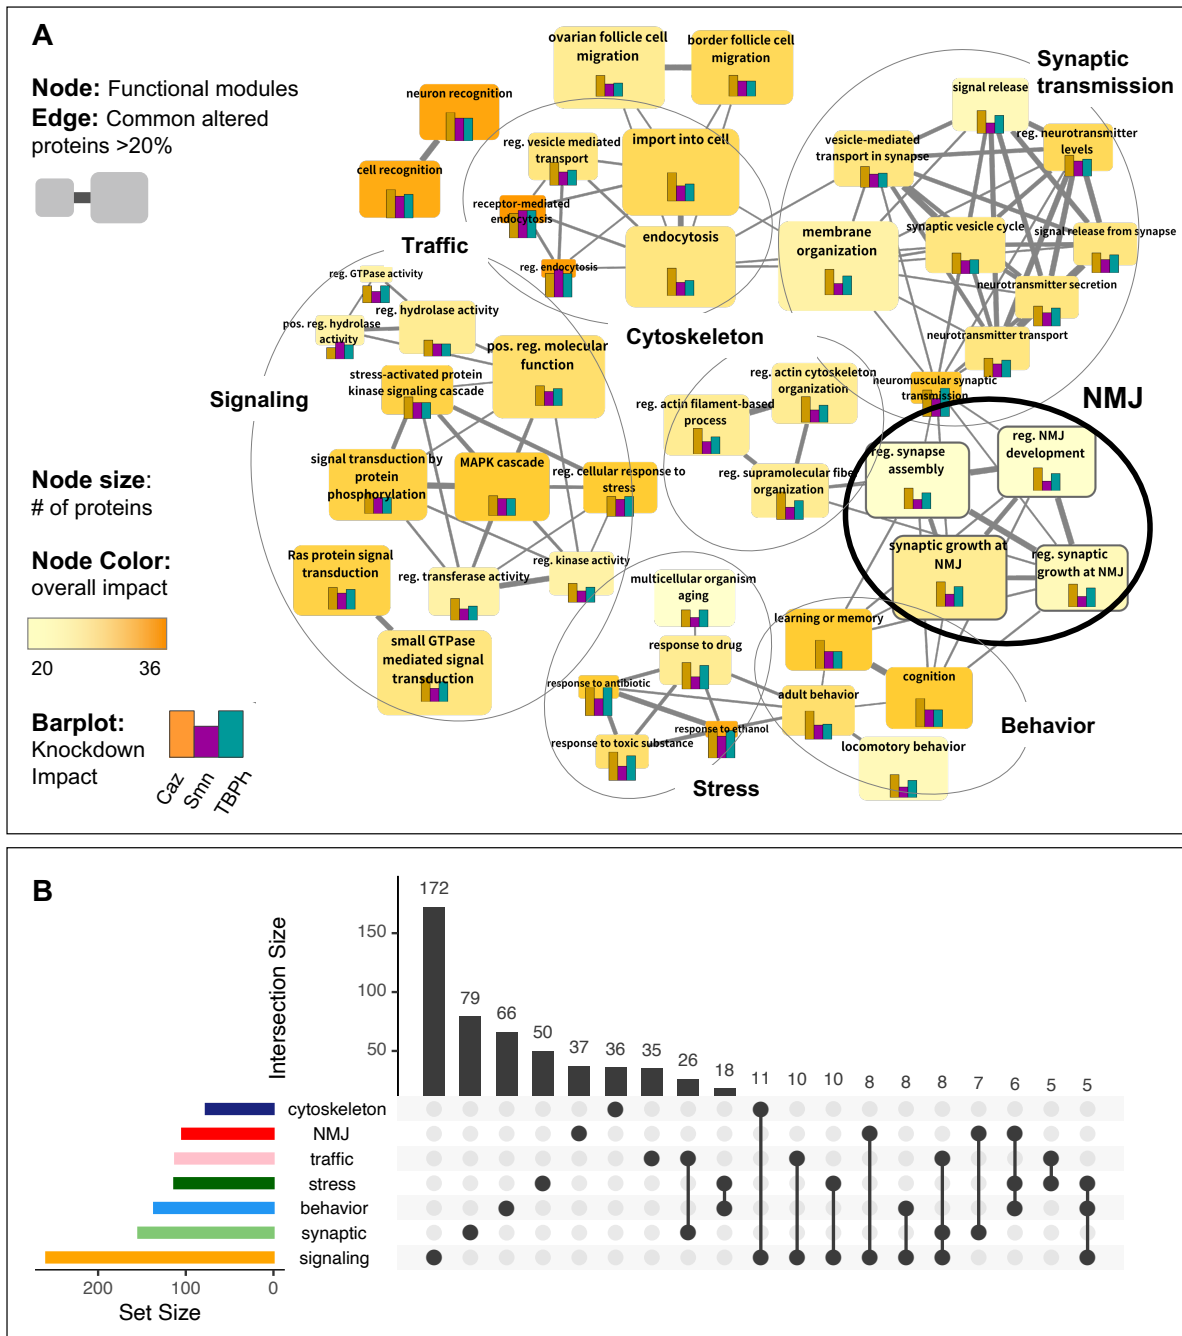 A
Node: Functional modules
Edge: Common altered
proteins >20%
Node size:
# of proteins
Node Color:
overall impact
20
36
Barplot:
Knockdown
Impact
Caz
Smn
TBPh
ovarian follicle cell
migration
border follicle cell
migration
neuron recognition
cell recognition
reg. vesicle mediated
transport
import into cell
receptor-mediated
endocytosis
endocytosis
reg. endocytosis
Traffic
Synaptic
transmission
signal release
vesicle-mediated
transport in synapse
reg. neurotransmitter
levels
membrane
organization
synaptic vesicle cycle
signal release from synapse
neurotransmitter secretion
neurotransmitter transport
neuromuscular synaptic
transmission
Signaling
reg. GTPase activity
reg. hydrolase activity
pos. reg. hydrolase
activity
pos. reg. molecular
function
stress-activated protein
kinase signaling cascade
signal transduction by
protein
phosphorylation
MAPK cascade
reg. cellular response to
stress
Ras protein signal
transduction
reg. transferase activity
reg. kinase activity
small GTPase
mediated signal
transduction
Cytoskeleton
reg. actin cytoskeleton
organization
reg. actin filament-based
process
reg. supramolecular fiber
organization
NMJ
reg. synapse
assembly
reg. NMJ
development
synaptic growth at
NMJ
reg. synaptic
growth at NMJ
multicellular organism
aging
response to drug
response to antibiotic
response to ethanol
response to toxic substance
Stress
learning or memory
cognition
adult behavior
locomotory behavior
Behavior
B
Intersection Size
150
100
50
172
79
66
50
37
36
35
26
18
11
10
10
8
8
8
7
6
5
5
cytoskeleton
NMJ
traffic
stress
behavior
synaptic
signaling
200
100
0
Set Size